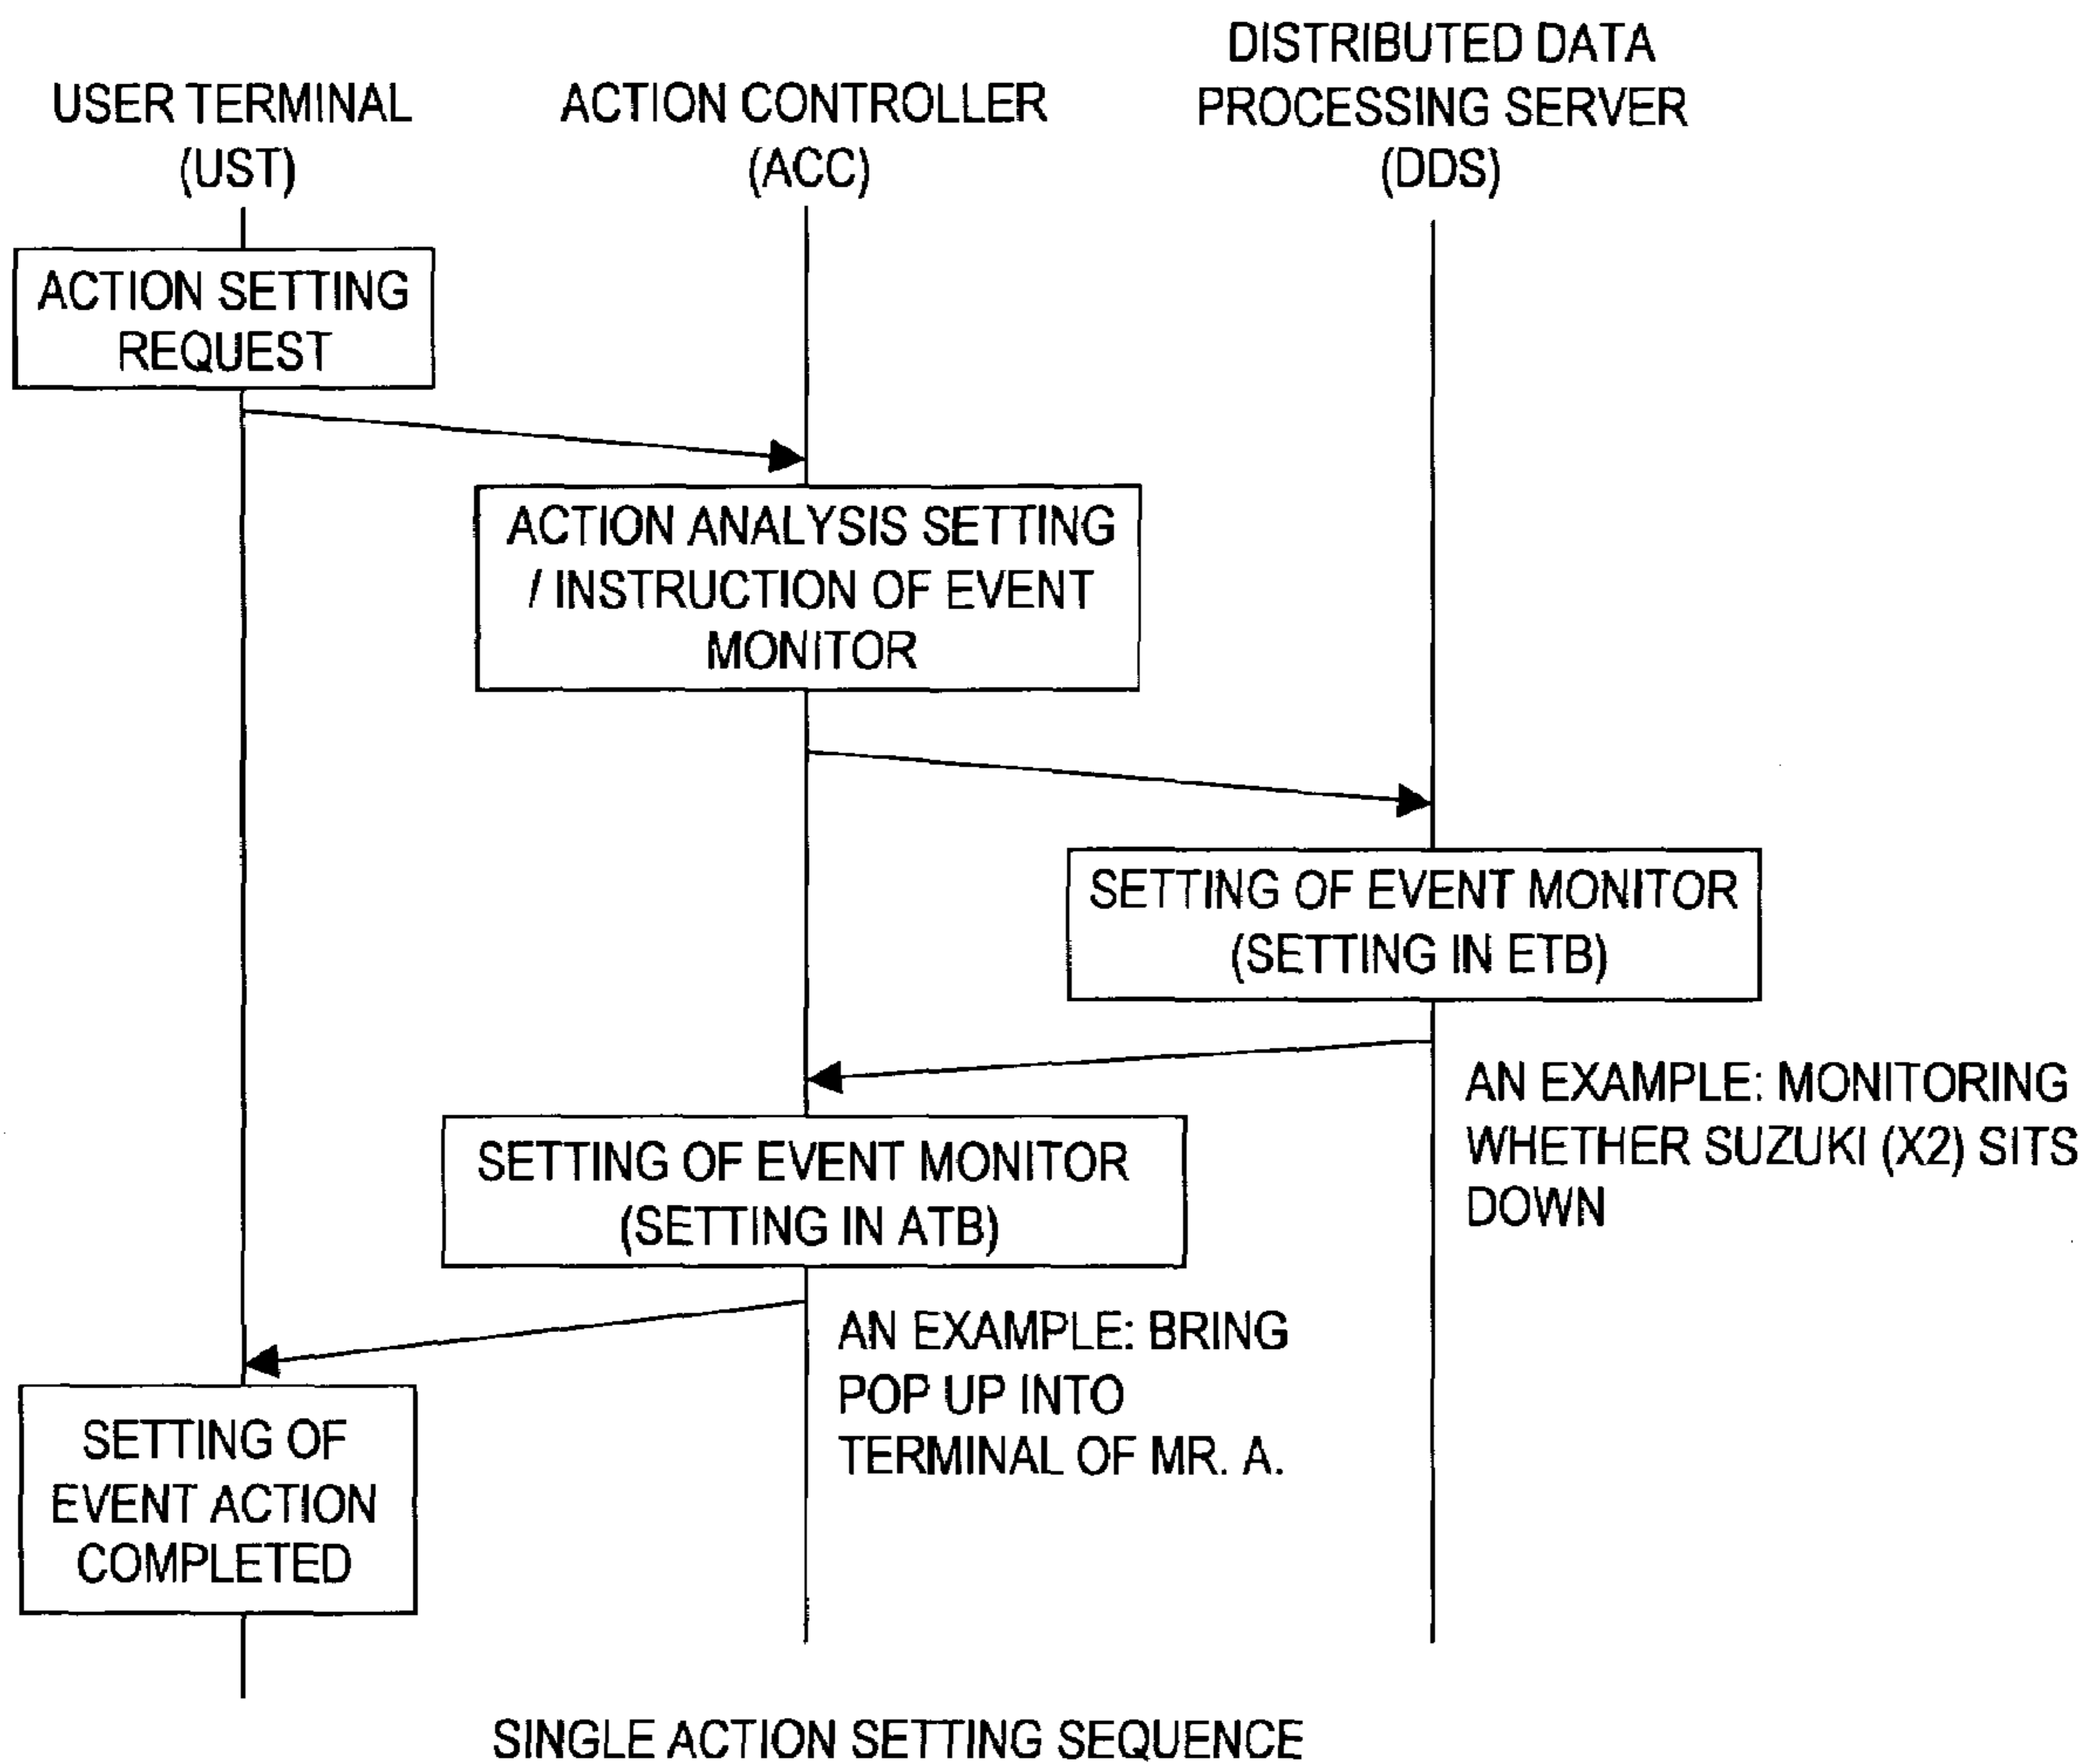 USER TERMINAL
(UST)
ACTION CONTROLLER
(ACC)
DISTRIBUTED DATA
PROCESSING SERVER
(DDS)
ACTION SETTING
REQUEST
ACTION ANALYSIS SETTING
/ INSTRUCTION OF EVENT
MONITOR
SETTING OF EVENT MONITOR
(SETTING IN ETB)
AN EXAMPLE: MONITORING
WHETHER SUZUKI (X2) SITS
DOWN
SETTING OF EVENT MONITOR
(SETTING IN ATB)
AN EXAMPLE: BRING
POP UP INTO
TERMINAL OF MR. A.
SETTING OF
EVENT ACTION
COMPLETED
SINGLE ACTION SETTING SEQUENCE